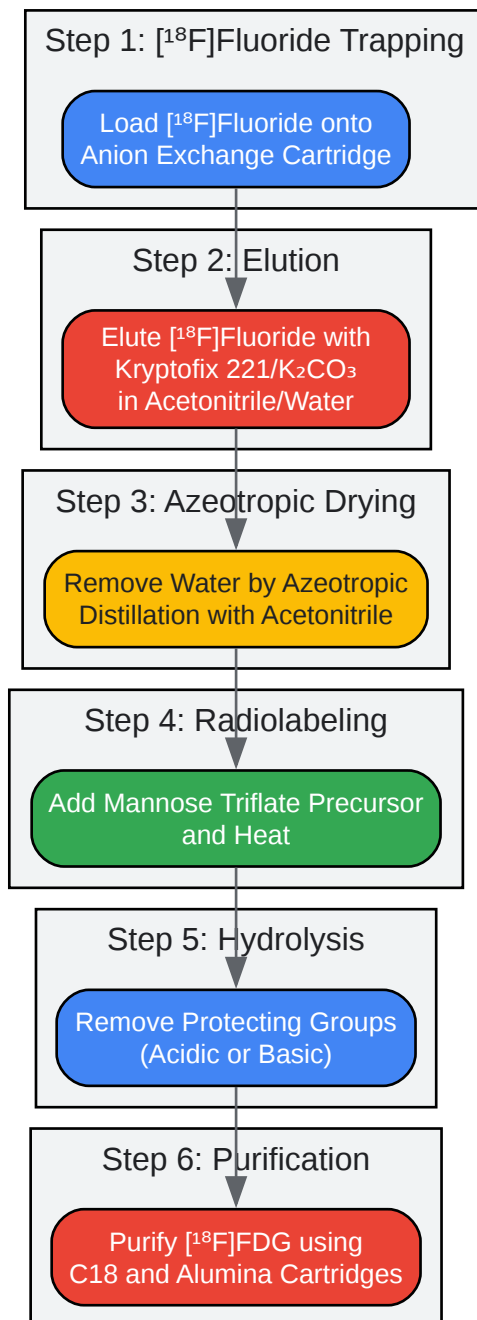 Step 1: [¹⁸F]Fluoride Trapping
Load [¹⁸F]Fluoride onto
Anion Exchange Cartridge
Step 2: Elution
Elute [¹⁸F]Fluoride with
Kryptofix 221/K₂CO₃
in Acetonitrile/Water
Step 3: Azeotropic Drying
Remove Water by Azeotropic
Distillation with Acetonitrile
Step 4: Radiolabeling
Add Mannose Triflate Precursor
and Heat
Step 5: Hydrolysis
Remove Protecting Groups
(Acidic or Basic)
Step 6: Purification
Purify [¹⁸F]FDG using
C18 and Alumina Cartridges